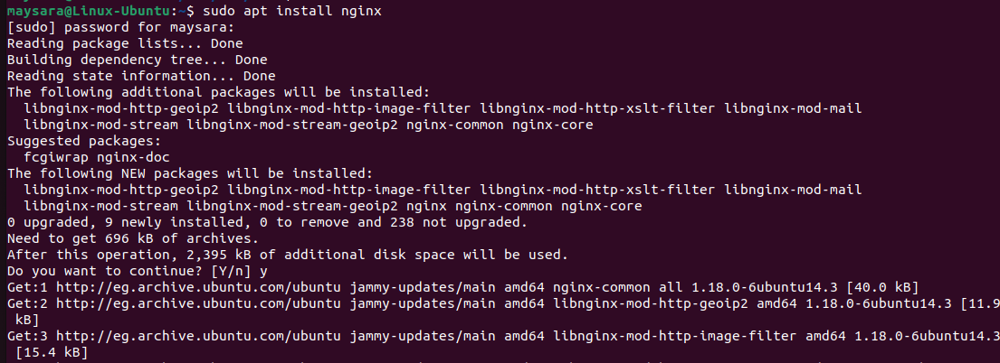 maysara@Linux-Ubuntu:~$ sudo apt install nginx
[sudo] password for maysara:
Reading package lists... Done
Building dependency tree... Done
Reading state information... Done
The following additional packages will be installed:
  libnginx-mod-http-geoip2 libnginx-mod-http-image-filter libnginx-mod-http-xslt-filter libnginx-mod-mail
  libnginx-mod-stream libnginx-mod-stream-geoip2 nginx-common nginx-core
Suggested packages:
  fcgiwrap nginx-doc
The following NEW packages will be installed:
  libnginx-mod-http-geoip2 libnginx-mod-http-image-filter libnginx-mod-http-xslt-filter libnginx-mod-mail
  libnginx-mod-stream libnginx-mod-stream-geoip2 nginx nginx-common nginx-core
0 upgraded, 9 newly installed, 0 to remove and 238 not upgraded.
Need to get 696 kB of archives.
After this operation, 2,395 kB of additional disk space will be used.
Do you want to continue? [Y/n] y
Get:1 http://eg.archive.ubuntu.com/ubuntu jammy-updates/main amd64 nginx-common all 1.18.0-6ubuntu14.3 [40.0 kB]
Get:2 http://eg.archive.ubuntu.com/ubuntu jammy-updates/main amd64 libnginx-mod-http-geoip2 amd64 1.18.0-6ubuntu14.3 [11.9
 kB]
Get:3 http://eg.archive.ubuntu.com/ubuntu jammy-updates/main amd64 libnginx-mod-http-image-filter amd64 1.18.0-6ubuntu14.3
 [15.4 kB]